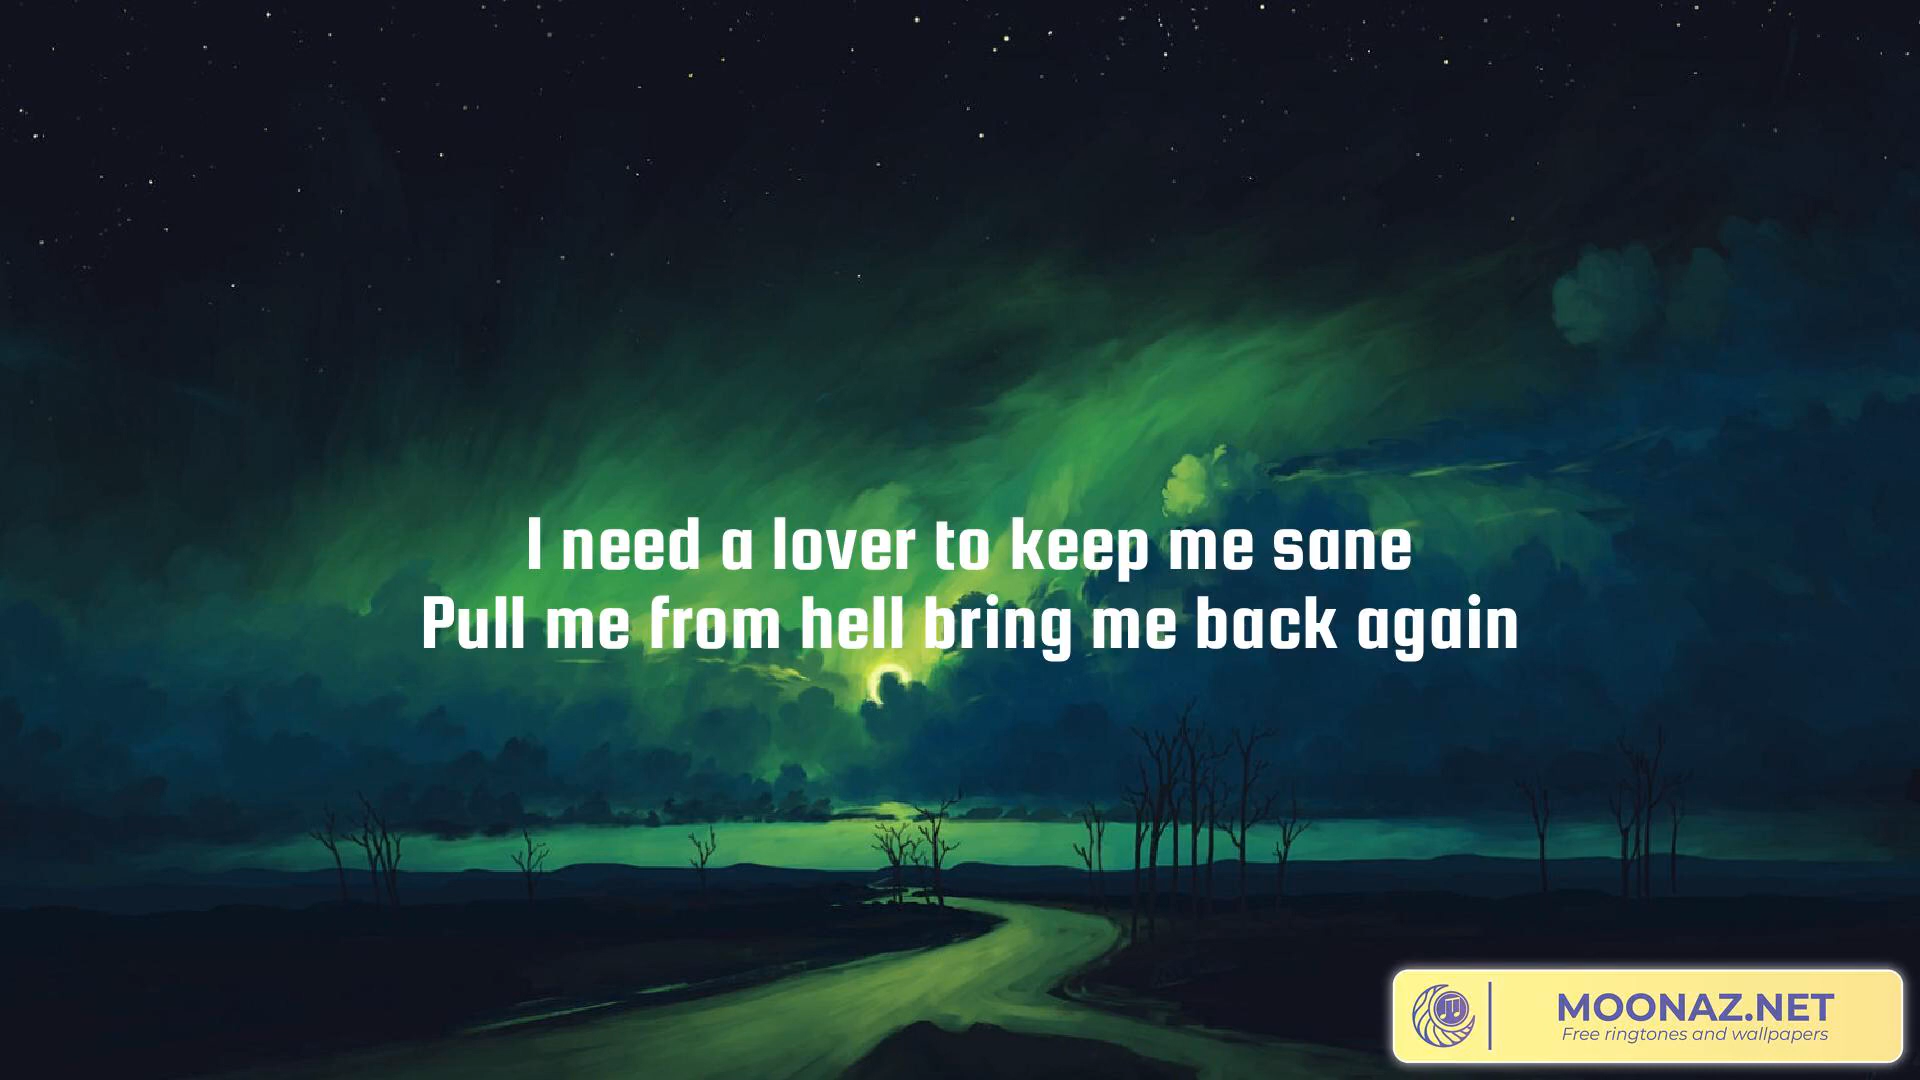 I need a lover to keep me sane
Pull me from hell bring me back again
MOONAZ.NET
Free ringtones and wallpapers